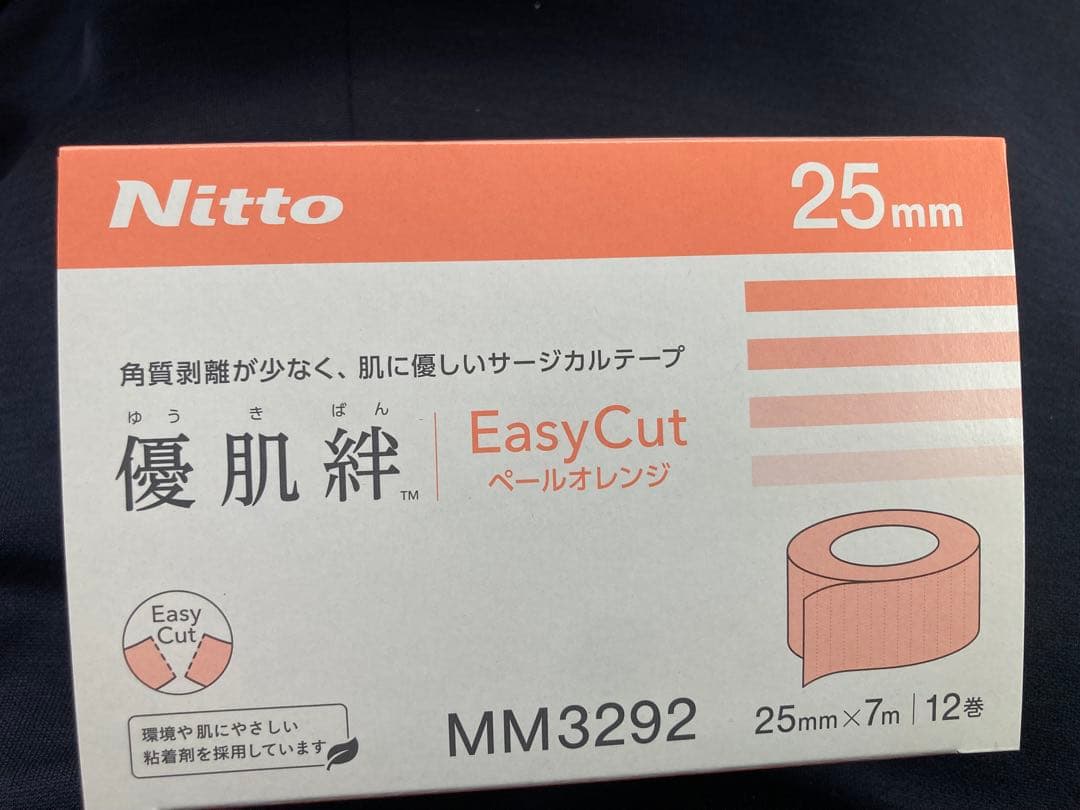 Nitto
25mm
角質剥離が少なく、肌に優しいサージカルテープ
ゆう き ばん
優肌絆™
EasyCut
ペールオレンジ
Easy
Cut
環境や肌にやさしい
粘着剤を採用しています
MM3292
25mm×7m|12巻